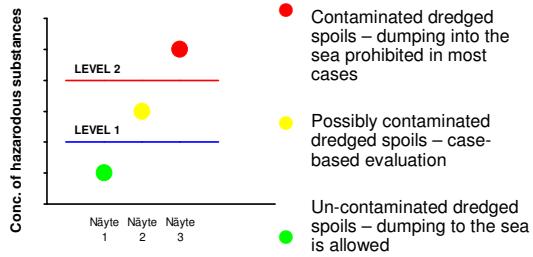 Conc. of hazarodous substances
LEVEL 2
LEVEL 1
Näyte Näyte Näyte
1 2 3
Contaminated dredged
spoils – dumping into the
sea prohibited in most
cases
Possibly contaminated
dredged spoils – case-
based evaluation
Un-contaminated dredged
spoils – dumping to the sea
is allowed